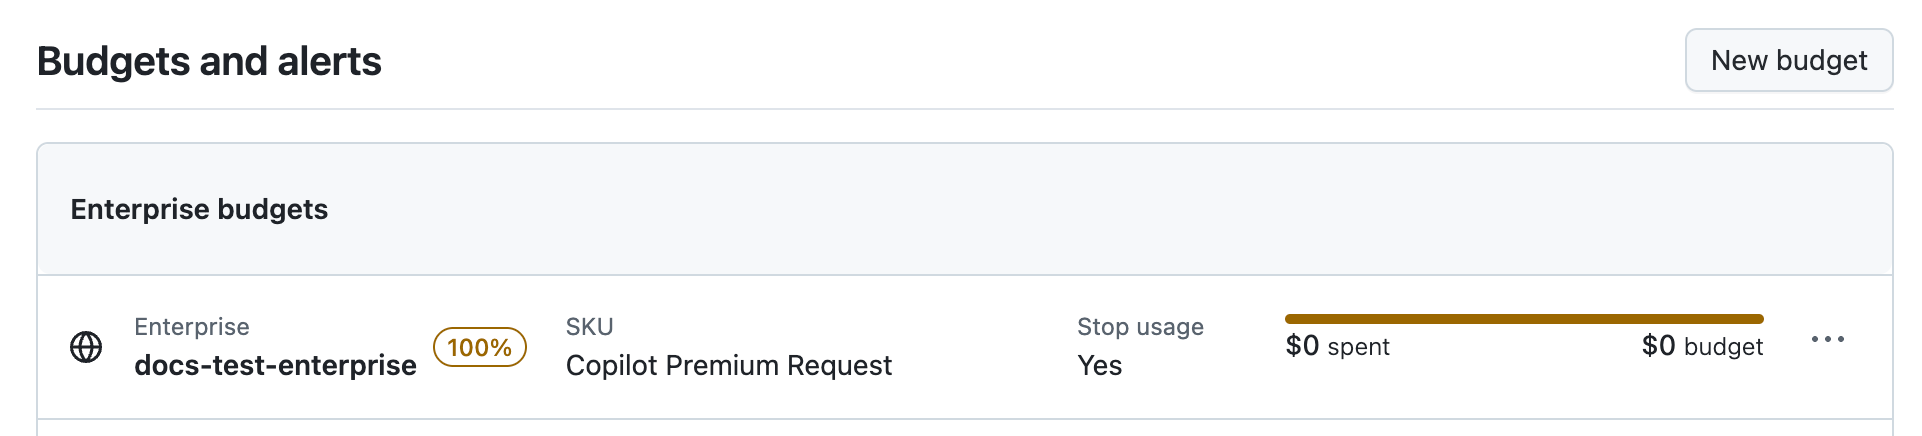 Budgets and alerts
New budget
Enterprise budgets
Enterprise
docs-test-enterprise
100%
SKU
Copilot Premium Request
Stop usage
Yes
$0 spent
$0 budget